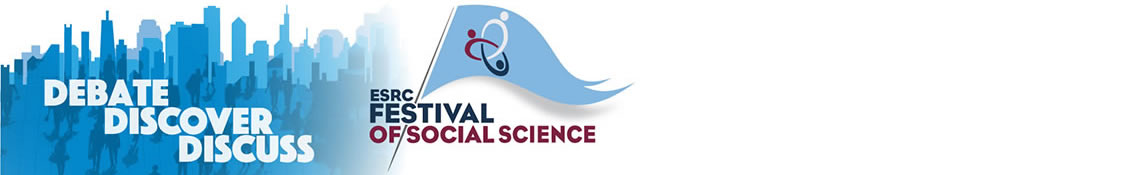 DEBATE
DISCOVER
DISCUSS
ESRC
FESTIVAL
OF SOCIAL SCIENCE